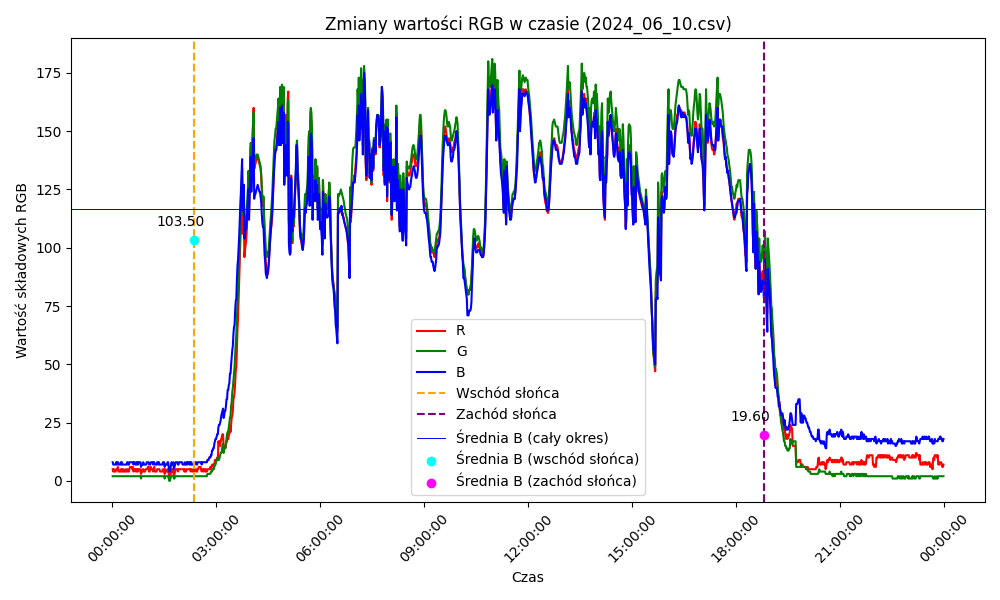 Zmiany wartości RGB w czasie (2024_06_10.csv)
Wartość składowych RGB
175
150
125
100
75
50
25
0
103.50
19.60
R
G
B
Wschód słońca
Zachód słońca
Średnia B (cały okres)
Średnia B (wschód słońca)
Średnia B (zachód słońca)
00:00:00
03:00:00
06:00:00
09:00:00
12:00:00
15:00:00
18:00:00
21:00:00
00:00:00
Czas